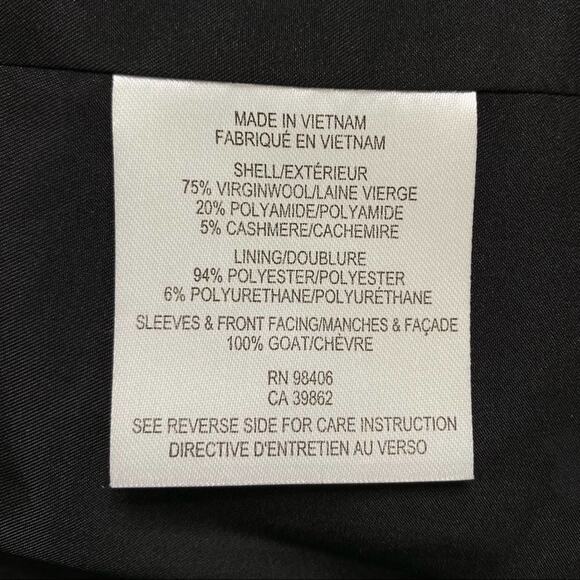 MADE IN VIETNAM
FABRIQUÉ EN VIETNAM
SHELL/EXTÉRIEUR
75% VIRGINWOOL/LAINE VIERGE
20% POLYAMIDE/POLYAMIDE
5% CASHMERE/CACHEMIRE
LINING/DOUBLURE
94% POLYESTER/POLYESTER
6% POLYURETHANE/POLYURÉTHANE
SLEEVES & FRONT FACING/MANCHES & FAÇADE
100% GOAT/CHÈVRE
RN 98406
CA 39862
SEE REVERSE SIDE FOR CARE INSTRUCTION
DIRECTIVE D'ENTRETIEN AU VERSO